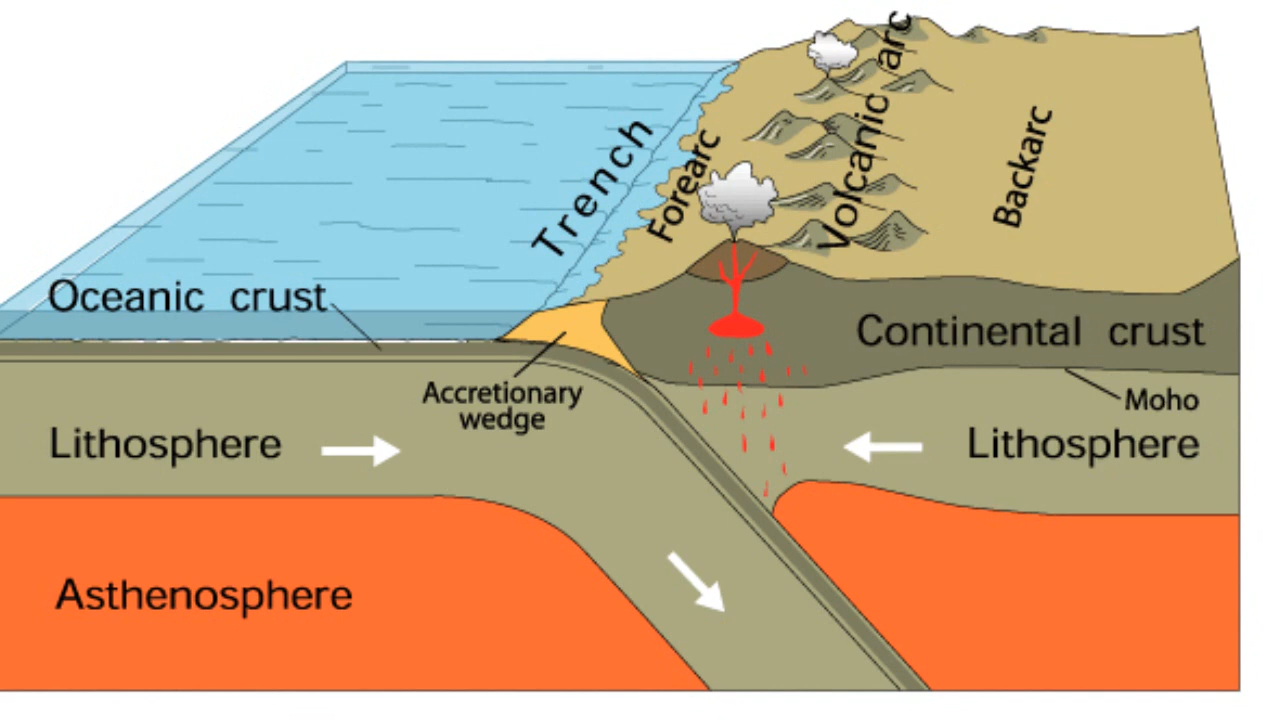 Volcanic arc
Trench
Forearc
Backarc
Oceanic crust
Continental crust
Accretionary
wedge
Moho
Lithosphere
Lithosphere
Asthenosphere